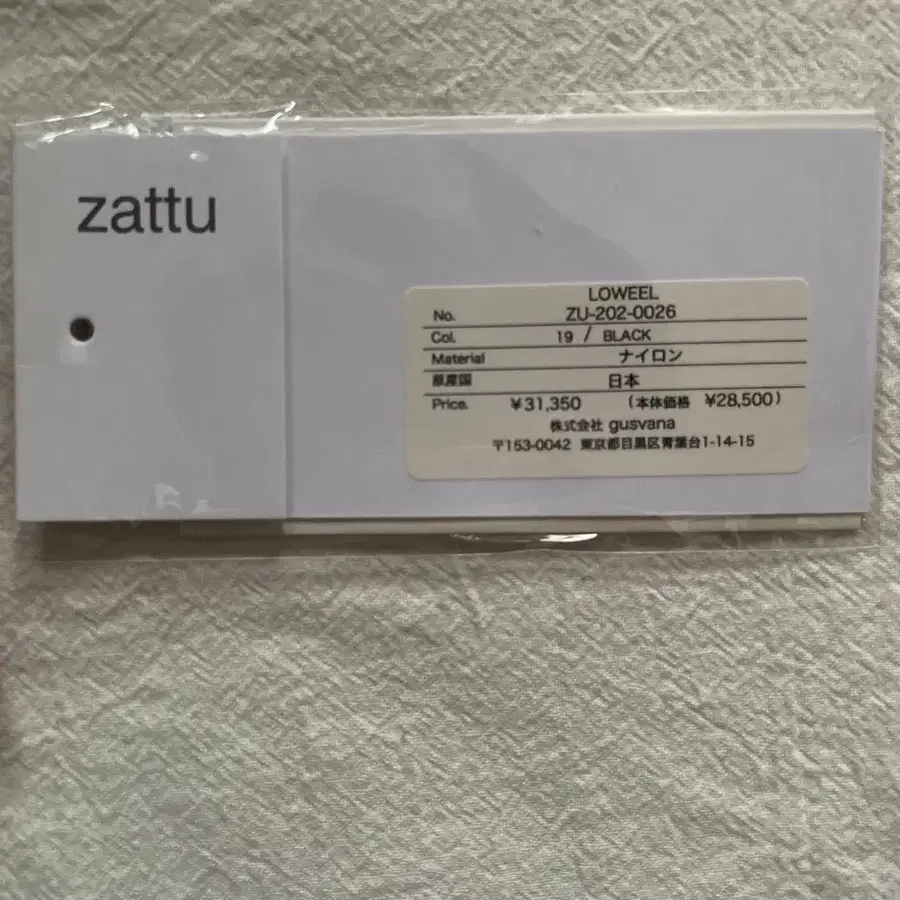 zattu
LOWEEL
No. ZU-202-0026
Col. 19 / BLACK
Material ナイロン
原産国 日本
Price. ¥31,350 (本体価格 ¥28,500)
株式会社 gusvana
〒153-0042 東京都目黒区青葉台1-14-15